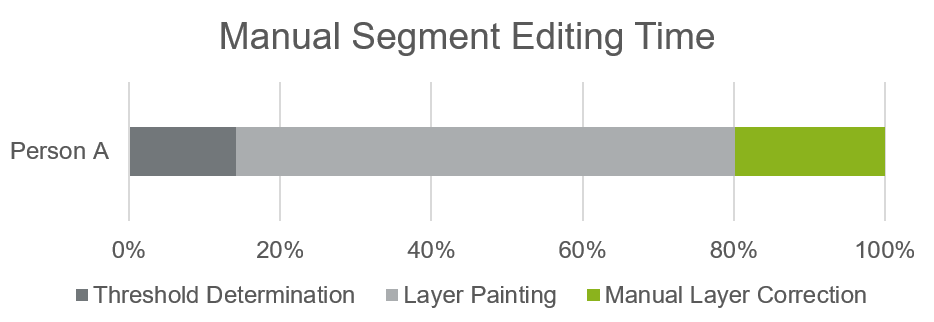 Manual Segment Editing Time
Person A
0% 20% 40% 60% 80% 100%
Threshold Determination Layer Painting Manual Layer Correction